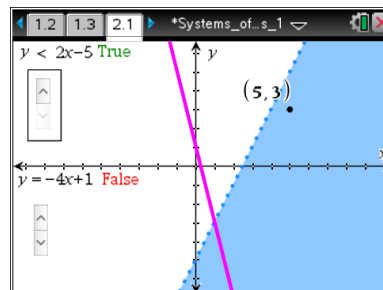 1.2 1.3 2.1 *Systems_of...s_1
y < 2x-5 True
y
(5,3)
x
y=-4x+1 False